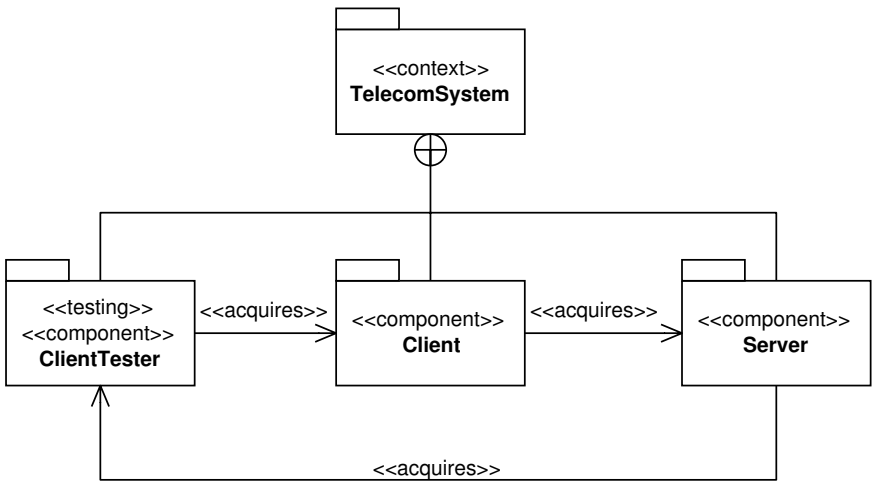 <<context>>
TelecomSystem
<<testing>>
<<component>>
ClientTester
<<acquires>>
<<component>>
Client
<<acquires>>
<<component>>
Server
<<acquires>>